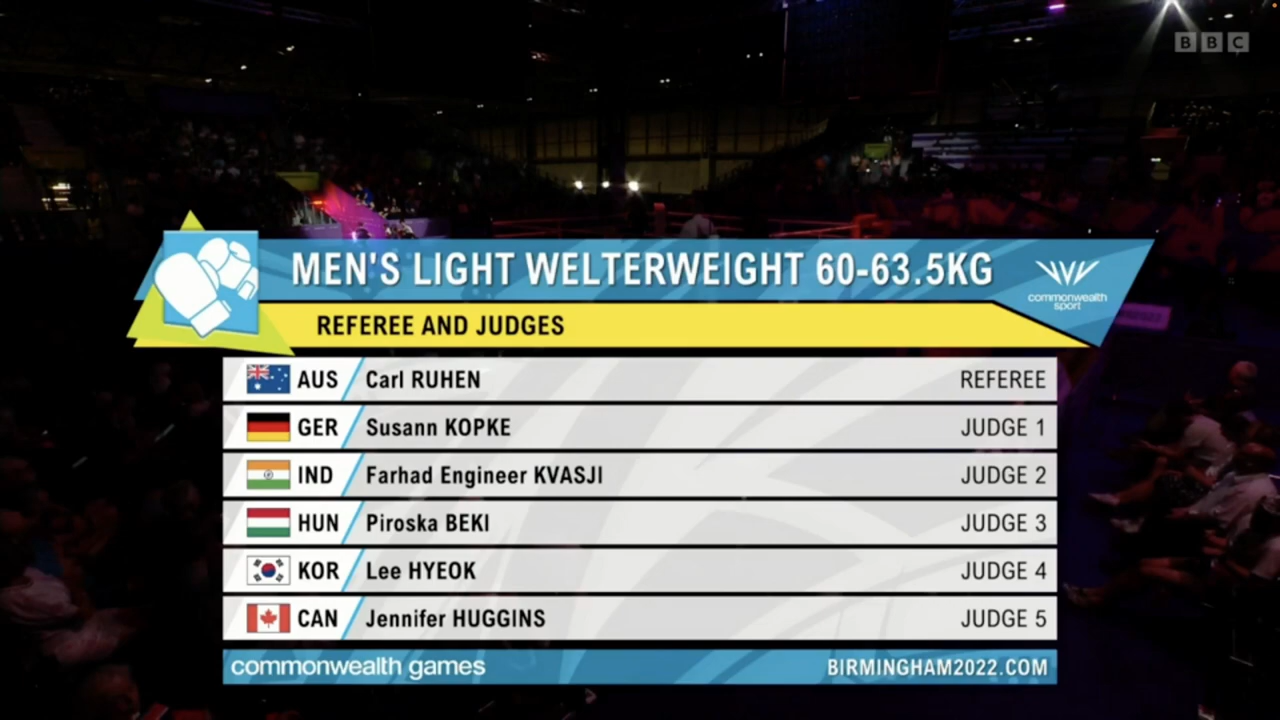 BBC
MEN'S LIGHT WELTERWEIGHT 60-63.5KG
commonwealth
sport
REFEREE AND JUDGES
AUS Carl RUHEN REFEREE
GER Susann KOPKE JUDGE 1
IND Farhad Engineer KVASJI JUDGE 2
HUN Piroska BEKI JUDGE 3
KOR Lee HYEOK JUDGE 4
CAN Jennifer HUGGINS JUDGE 5
commonwealth games BIRMINGHAM2022.COM